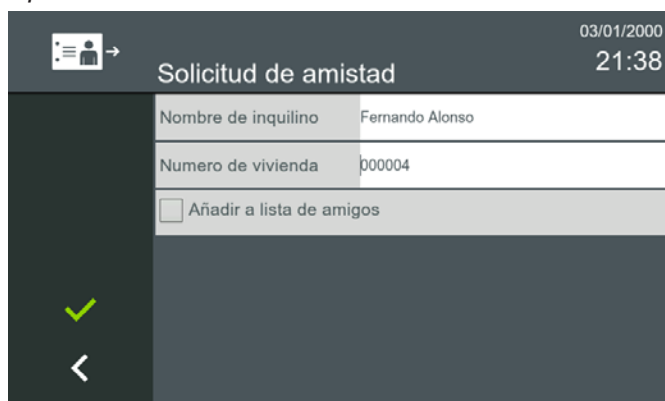 03/01/2000
21:38
Solicitud de amistad
Nombre de inquilino Fernando Alonso
Numero de vivienda 000004
Añadir a lista de amigos